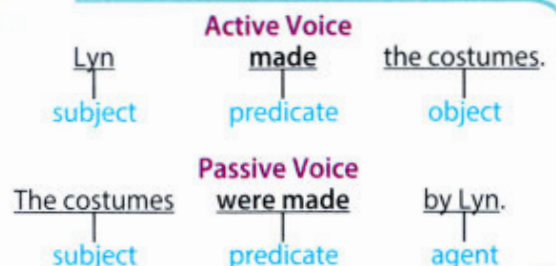 Active Voice
Lyn made the costumes.
subject predicate object
Passive Voice
The costumes were made by Lyn.
subject predicate agent